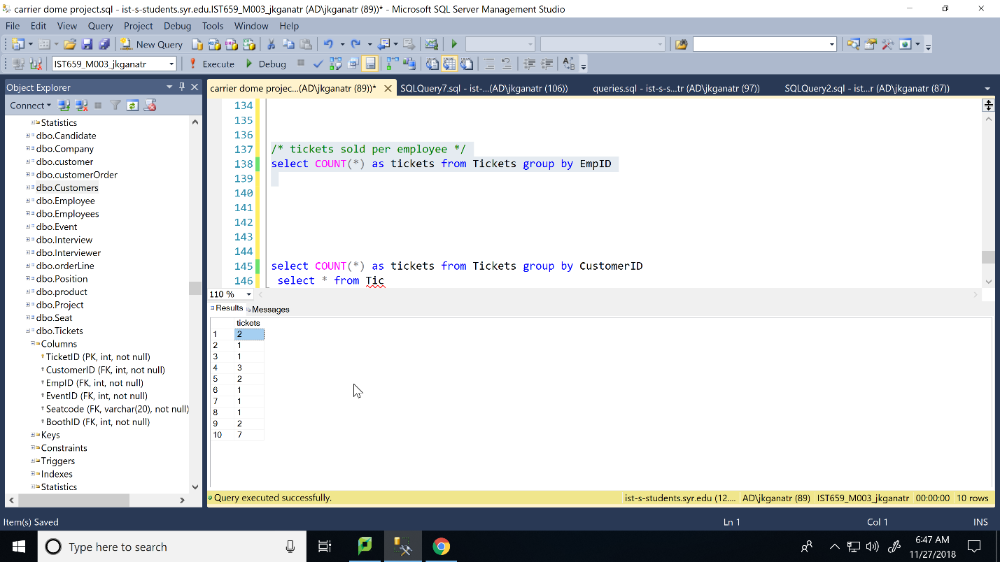 carrier dome project.sql - ist-s-students.syr.edu.IST659_M003_jkganatr (AD\jkganatr (89))* - Microsoft SQL Server Management Studio
File Edit View Query Project Debug Tools Window Help
New Query
IST659_M003_jkganatr Execute Debug
Object Explorer
Connect
Statistics
dbo.Candidate
dbo.Company
dbo.customer
dbo.customerOrder
dbo.Customers
dbo.Employee
dbo.Employees
dbo.Event
dbo.Interview
dbo.Interviewer
dbo.orderLine
dbo.Position
dbo.product
dbo.Project
dbo.Seat
dbo.Tickets
Columns
TicketID (PK, int, not null)
CustomerID (FK, int, not null)
EmpID (FK, int, not null)
EventID (FK, int, not null)
Seatcode (FK, varchar(20), not null)
BoothID (FK, int, not null)
Keys
Constraints
Triggers
Indexes
Statistics
carrier dome projec...(AD\jkganatr (89))* SQLQuery7.sql - ist-...(AD\jkganatr (106)) queries.sql - ist-s-s...tr (AD\jkganatr (97)) SQLQuery2.sql - ist...r (AD\jkganatr (87))
134
135
136
137 /* tickets sold per employee */
138 select COUNT(*) as tickets from Tickets group by EmpID
139
140
141
142
143
144
145 select COUNT(*) as tickets from Tickets group by CustomerID
146 select * from Tic
110 %
Results Messages
tickets
1 2
2 1
3 1
4 3
5 2
6 1
7 1
8 1
9 2
10 7
Query executed successfully. ist-s-students.syr.edu (12.... AD\jkganatr (89) IST659_M003_jkganatr 00:00:00 10 rows
Item(s) Saved Ln 1 Col 1 INS
Type here to search
6:47 AM
11/27/2018